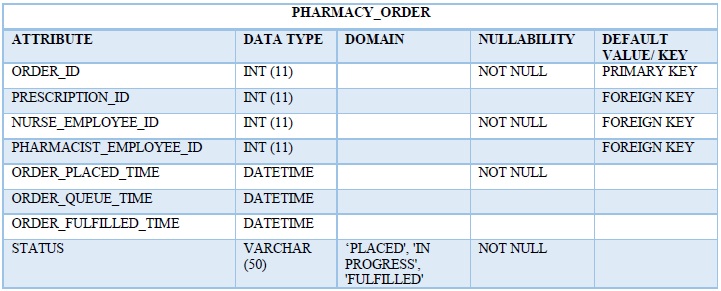 PHARMACY_ORDER
ATTRIBUTE DATA TYPE DOMAIN NULLABILITY DEFAULT
VALUE/ KEY
ORDER_ID INT (11) NOT NULL PRIMARY KEY
PRESCRIPTION_ID INT (11) FOREIGN KEY
NURSE_EMPLOYEE_ID INT (11) NOT NULL FOREIGN KEY
PHARMACIST_EMPLOYEE_ID INT (11) FOREIGN KEY
ORDER_PLACED_TIME DATETIME NOT NULL
ORDER_QUEUE_TIME DATETIME
ORDER_FULFILLED_TIME DATETIME
STATUS VARCHAR ‘PLACED', 'IN NOT NULL
(50) PROGRESS',
'FULFILLED'